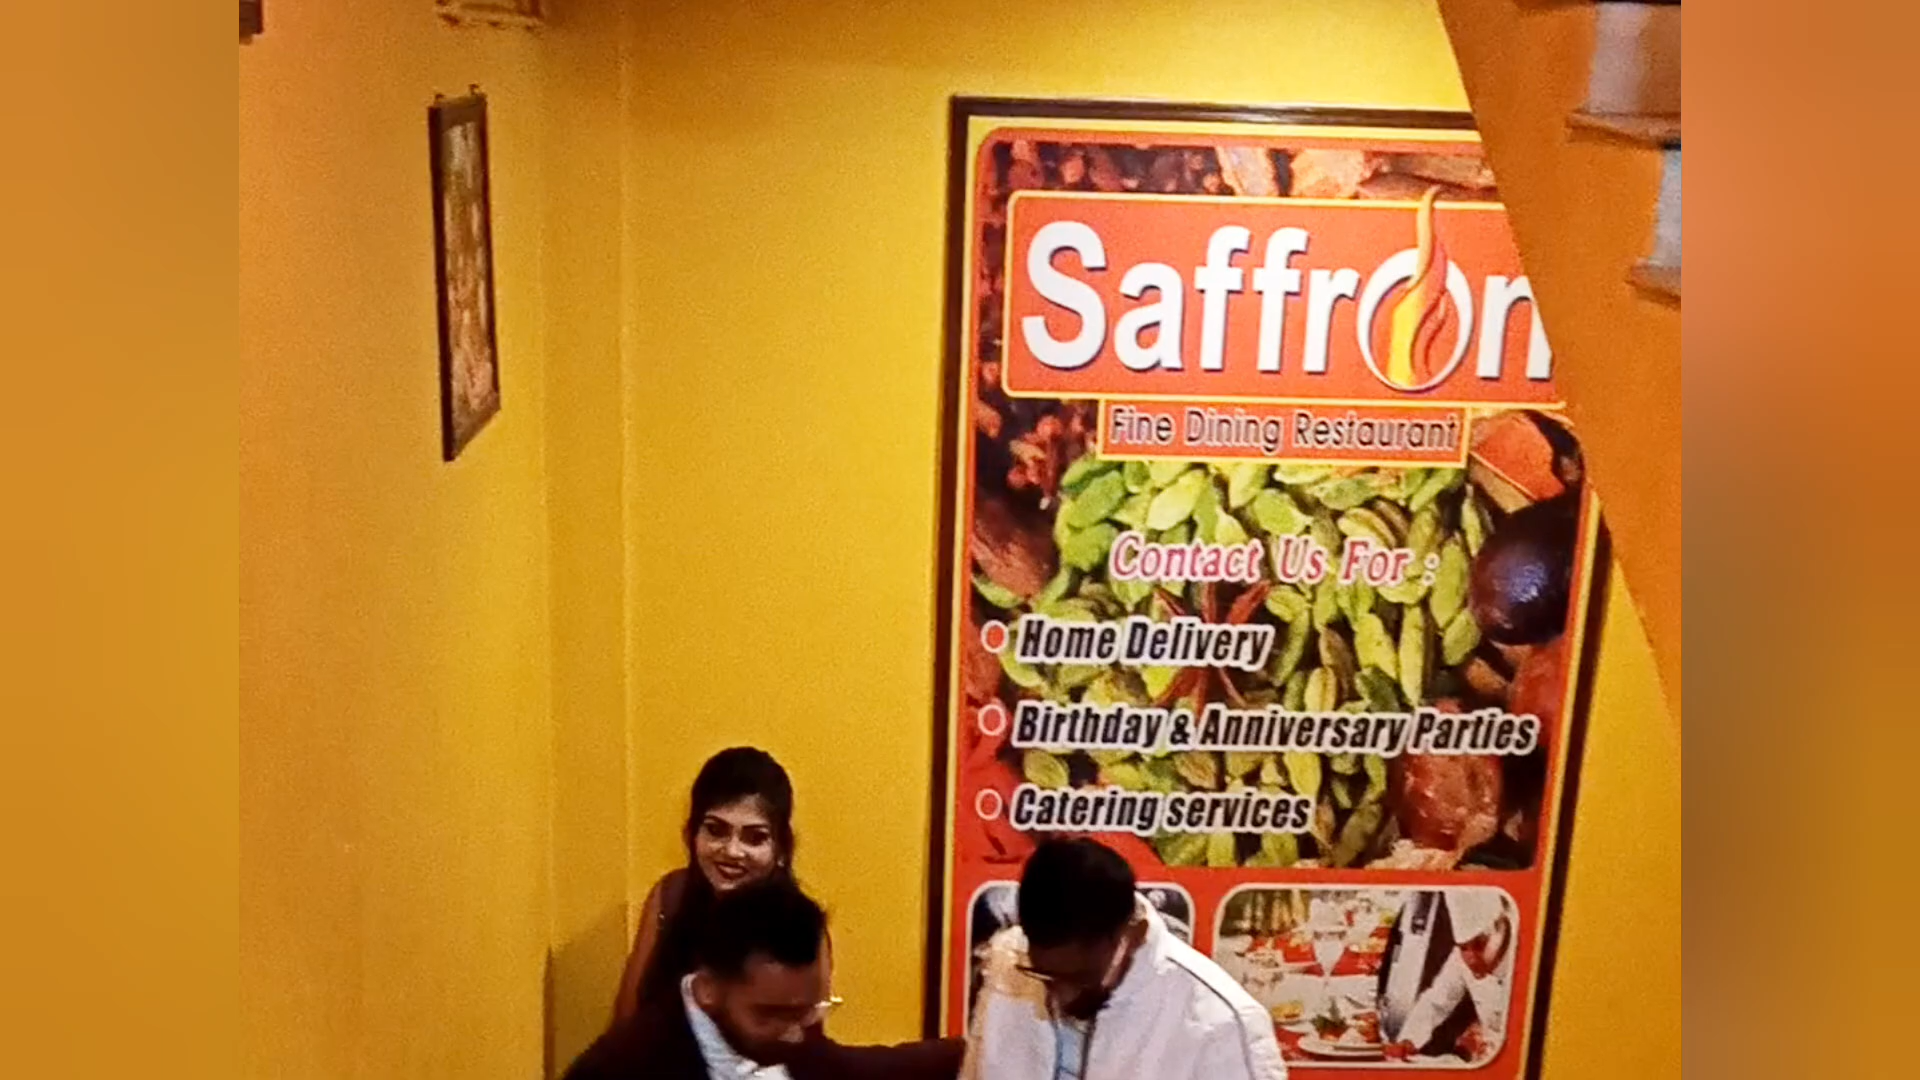 Saffron
Fine Dining Restaurant
Contact Us For :
Home Delivery
Birthday & Anniversary Parties
Catering services